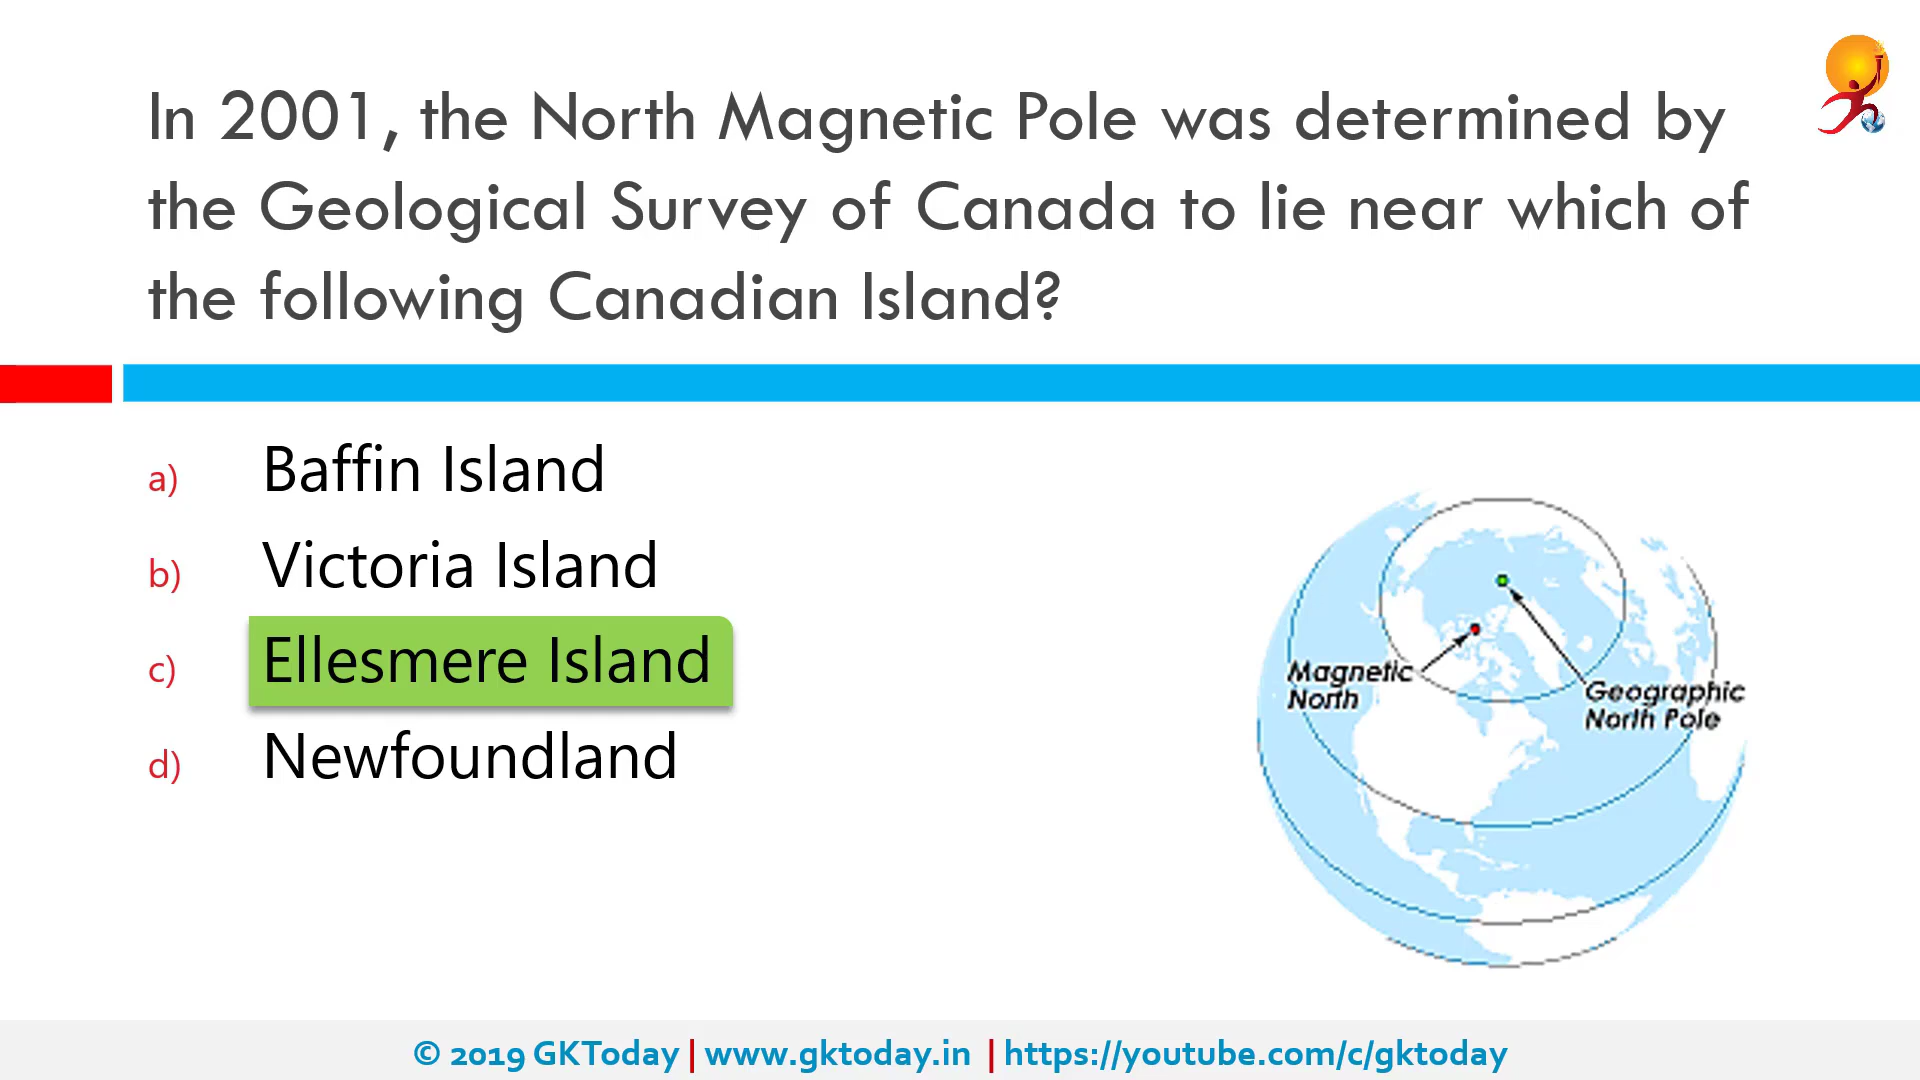 In 2001, the North Magnetic Pole was determined by
the Geological Survey of Canada to lie near which of
the following Canadian Island?
a) Baffin Island
b) Victoria Island
c) Ellesmere Island
d) Newfoundland
Magnetic
North
Geographic
North Pole
© 2019 GKToday | www.gktoday.in | https://youtube.com/c/gktoday